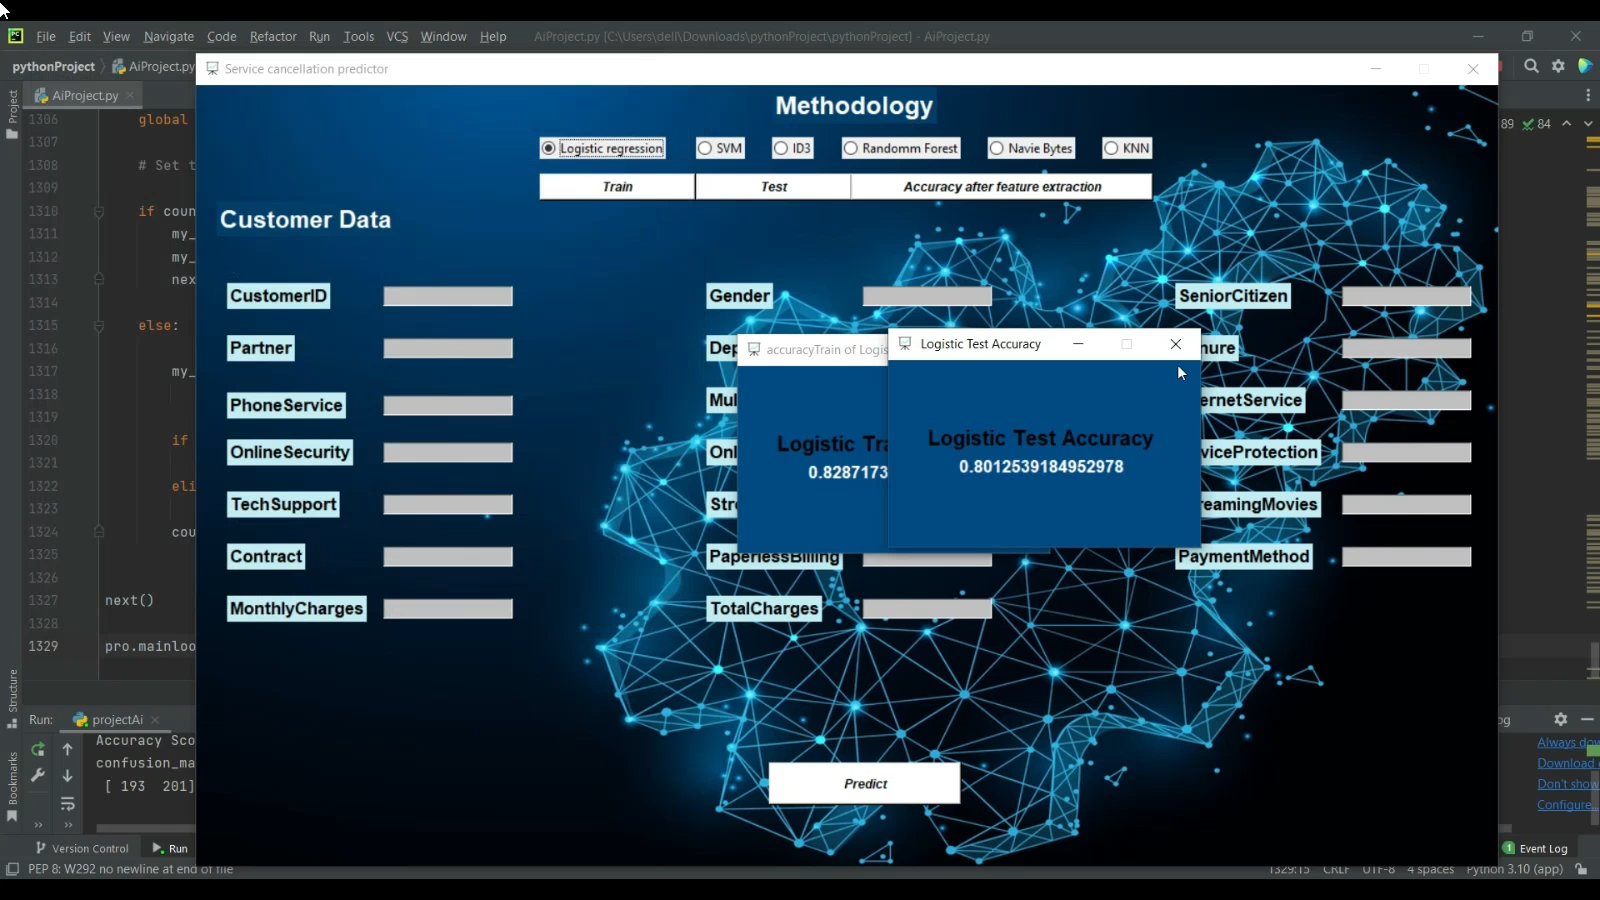 File Edit View Navigate Code Refactor Run Tools VCS Window Help AiProject.py [C:\Users\dell\Downloads\pythonProject\pythonProject] - AiProject.py
pythonProject AiProject.py
Service cancellation predictor
Project
AiProject.py
89 84
Methodology
Logistic regression SVM ID3 Randomm Forest Navie Bytes KNN
Train Test Accuracy after feature extraction
Customer Data
1306 global
1307
1308 # Set t
1309
1310 if coun
1311 my_
1312 my_
1313 nex
1314
1315 else:
1316
1317 my_
1318
1319
1320 if
1321
1322 eli
1323
1324 cou
1325
1326
1327 next()
1328
1329 pro.mainloo
CustomerID Gender SeniorCitizen
Partner Dep nure
PhoneService Mul ernetService
OnlineSecurity Onl viceProtection
TechSupport Stre eamingMovies
Contract PaperlessBilling PaymentMethod
MonthlyCharges TotalCharges
accuracyTrain of Logis
Logistic Tra
0.8287173
Logistic Test Accuracy
Logistic Test Accuracy
0.8012539184952978
Predict
Structure
Bookmarks
Run: projectAi
Accuracy Sco
confusion_ma
[ 193 201]
og
Always dow
Download
Don't show
Configure..
Version Control Run
1 Event Log
PEP 8: W292 no newline at end of file
1329:15 CRLF UTF-8 4 spaces Python 3.10 (app)